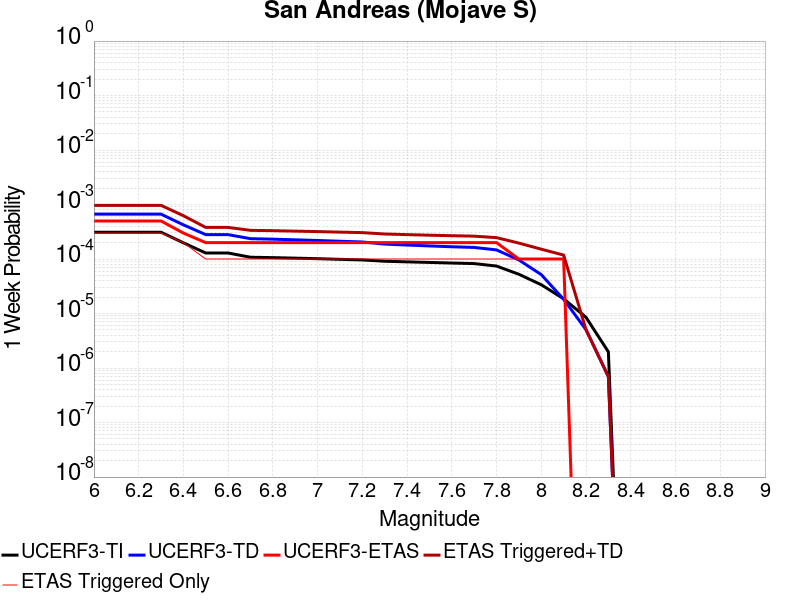 San Andreas (Mojave S)
10^0
10^-1
10^-2
10^-3
10^-4
10^-5
10^-6
10^-7
10^-8
1 Week Probability
6 6.2 6.4 6.6 6.8 7 7.2 7.4 7.6 7.8 8 8.2 8.4 8.6 8.8 9
Magnitude
UCERF3-TI UCERF3-TD UCERF3-ETAS ETAS Triggered+TD
ETAS Triggered Only